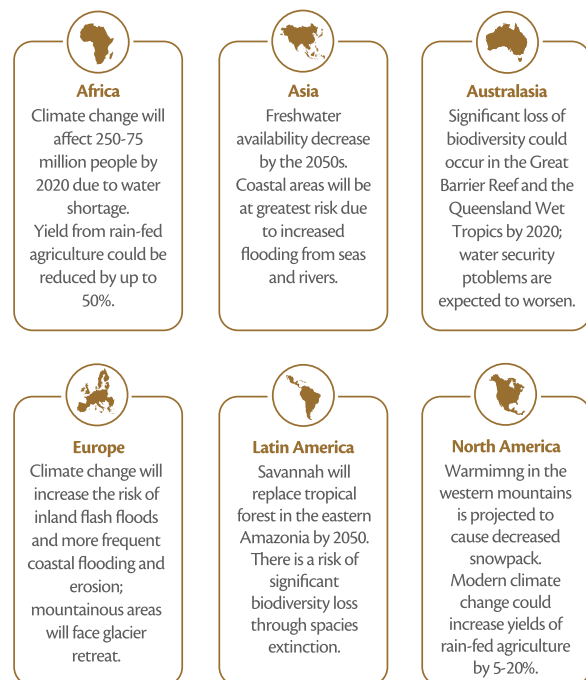 Africa
Climate change will
affect 250-75
million people by
2020 due to water
shortage.
Yield from rain-fed
agriculture could be
reduced by up to
50%.
Asia
Freshwater
availability decrease
by the 2050s.
Coastal areas will be
at greatest risk due
to increased
flooding from seas
and rivers.
Australasia
Significant loss of
biodiversity could
occur in the Great
Barrier Reef and the
Queensland Wet
Tropics by 2020;
water security
ptoblems are
expected to worsen.
Europe
Climate change will
increase the risk of
inland flash floods
and more frequent
coastal flooding and
erosion;
mountainous areas
will face glacier
retreat.
Latin America
Savannah will
replace tropical
forest in the eastern
Amazonia by 2050.
There is a risk of
significant
biodiversity loss
through spacies
extinction.
North America
Warmimng in the
western mountains
is projected to
cause decreased
snowpack.
Modern climate
change could
increase yields of
rain-fed agriculture
by 5-20%.